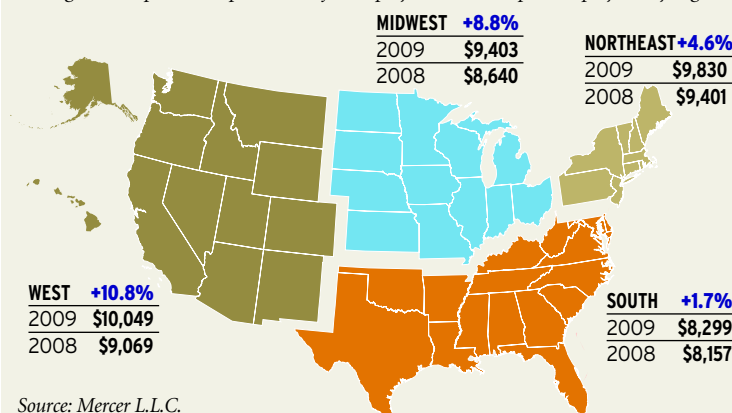 MIDWEST +8.8%
2009 $9,403
2008 $8,640
NORTHEAST +4.6%
2009 $9,830
2008 $9,401
WEST +10.8%
2009 $10,049
2008 $9,069
SOUTH +1.7%
2009 $8,299
2008 $8,157
Source: Mercer L.L.C.